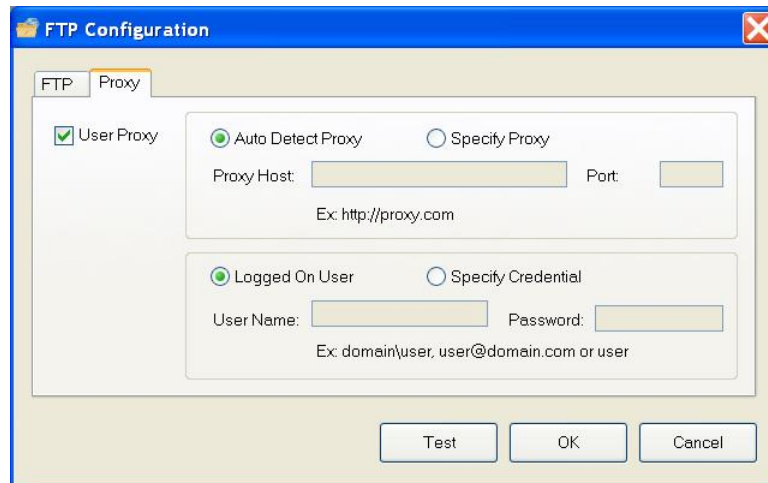 FTP Configuration
FTP Proxy
User Proxy
Auto Detect Proxy Specify Proxy
Proxy Host: Port:
Ex: http://proxy.com
Logged On User Specify Credential
User Name: Password:
Ex: domain\user, user@domain.com or user
Test OK Cancel